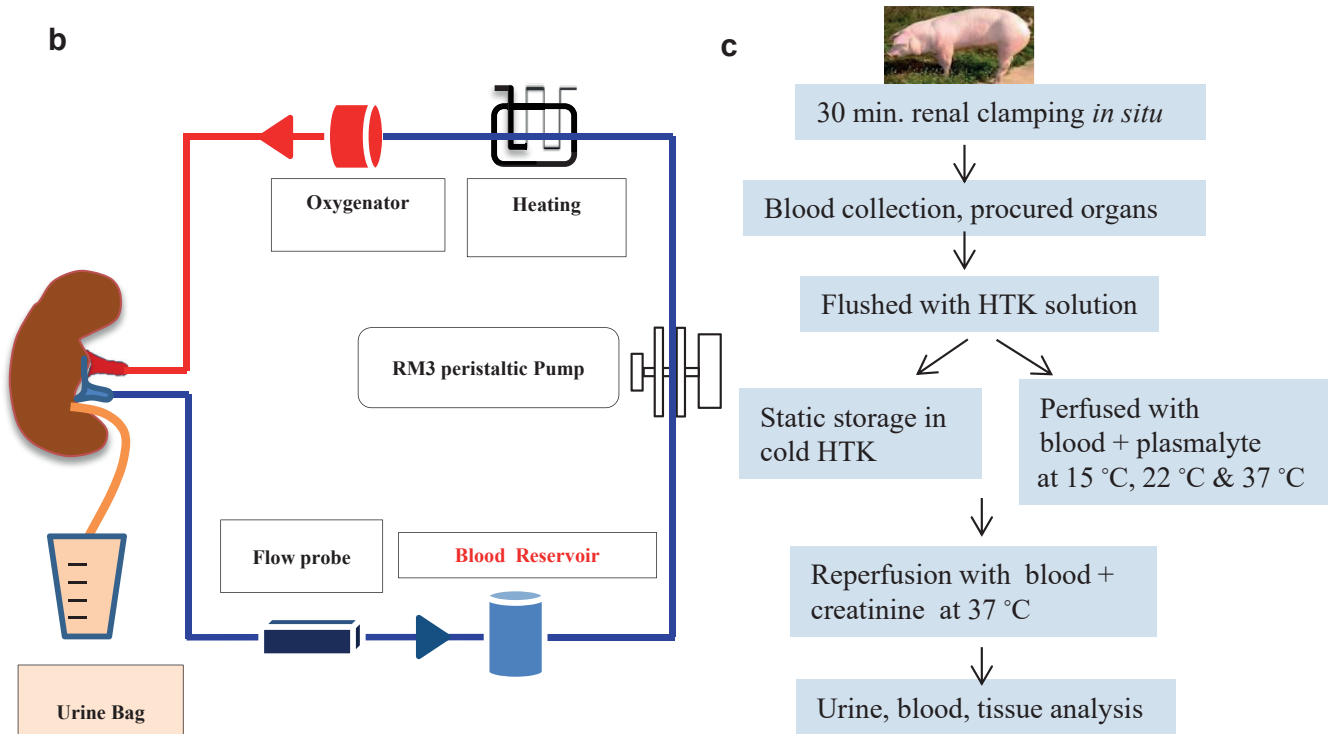 b
Oxygenator
Heating
RM3 peristaltic Pump
Flow probe
Blood Reservoir
Urine Bag
c
30 min. renal clamping in situ
Blood collection, procured organs
Flushed with HTK solution
Static storage in
cold HTK
Perfused with
blood + plasmalyte
at 15 °C, 22 °C & 37 °C
Reperfusion with blood +
creatinine at 37 °C
Urine, blood, tissue analysis